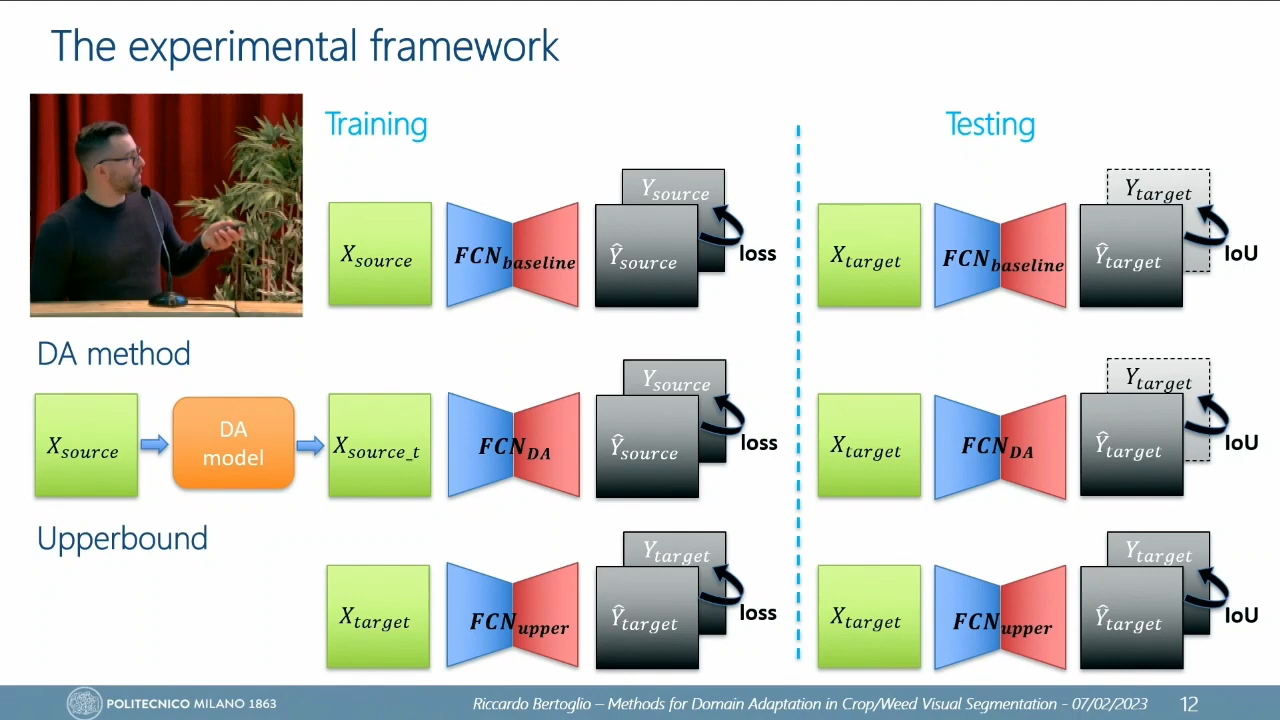 The experimental framework
Training
Testing
X_source
FCN_baseline
Y_source
Ŷ_source
loss
X_target
FCN_baseline
Y_target
Ŷ_target
IoU
DA method
X_source
DA
model
X_source_t
FCN_DA
Y_source
Ŷ_source
loss
X_target
FCN_DA
Y_target
Ŷ_target
IoU
Upperbound
X_target
FCN_upper
Y_target
Ŷ_target
loss
X_target
FCN_upper
Y_target
Ŷ_target
IoU
POLITECNICO MILANO 1863
Riccardo Bertoglio – Methods for Domain Adaptation in Crop/Weed Visual Segmentation - 07/02/2023
12